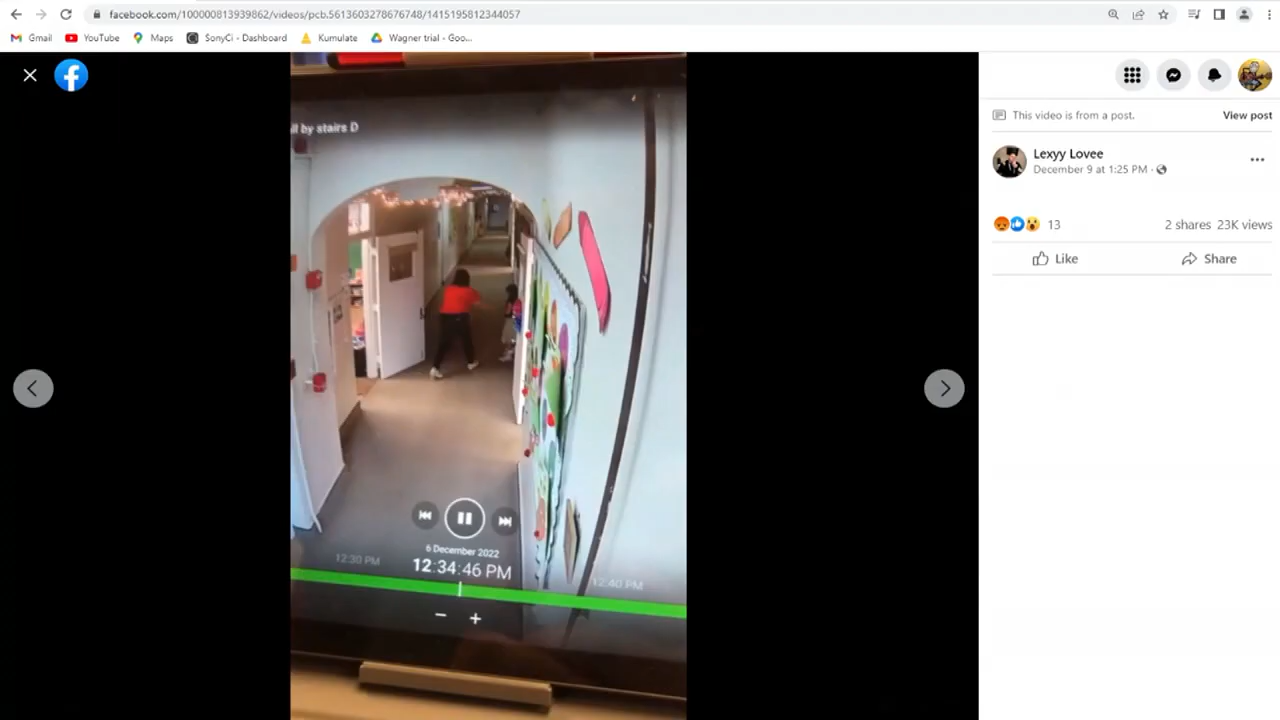 facebook.com/100000813939862/videos/pcb.5613603278676748/1415195812344057
Gmail
YouTube
Maps
SonyCi - Dashboard
Kumulate
Wagner trial - Goo...
ll by stairs D
This video is from a post.
View post
Lexyy Lovee
December 9 at 1:25 PM ·
13
2 shares 23K views
Like
Share
6 December 2022
12:30 PM
12:34:46 PM
12:40 PM